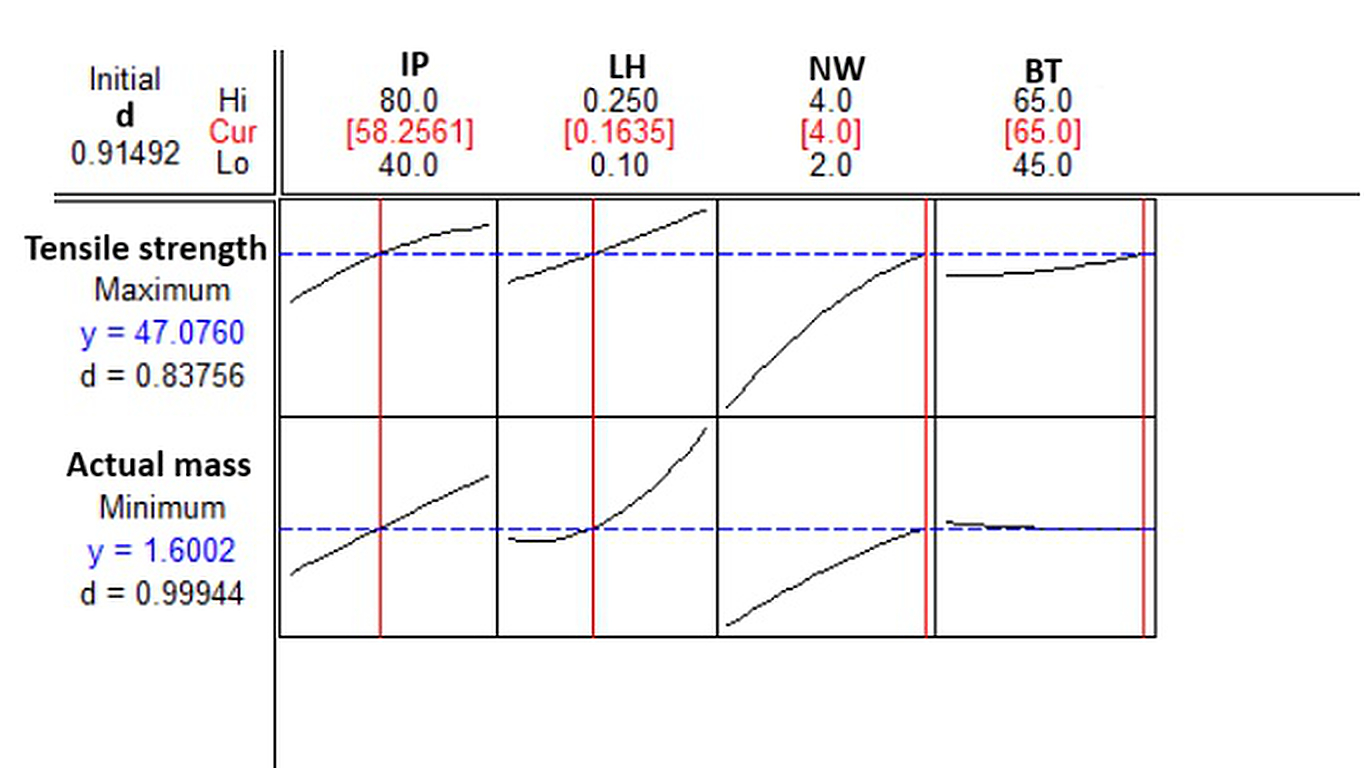 Initial
d
0.91492
Hi
Cur
Lo
IP
80.0
[58.2561]
40.0
LH
0.250
[0.1635]
0.10
NW
4.0
[4.0]
2.0
BT
65.0
[65.0]
45.0
Tensile strength
Maximum
y = 47.0760
d = 0.83756
Actual mass
Minimum
y = 1.6002
d = 0.99944